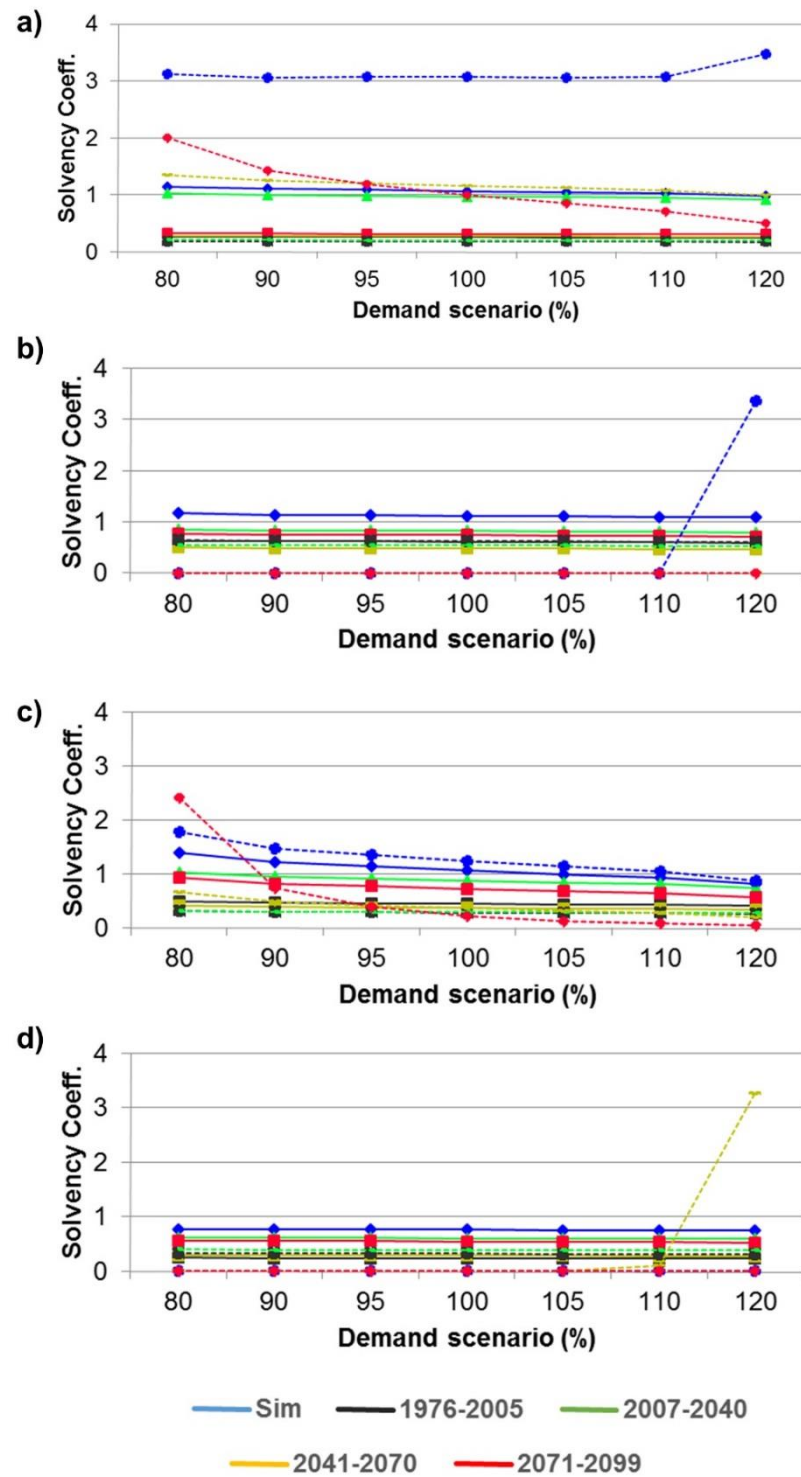 a)
Solvency Coeff.
4
3
2
1
0
80 90 95 100 105 110 120
Demand scenario (%)
b)
Solvency Coeff.
4
3
2
1
0
80 90 95 100 105 110 120
Demand scenario (%)
c)
Solvency Coeff.
4
3
2
1
0
80 90 95 100 105 110 120
Demand scenario (%)
d)
Solvency Coeff.
4
3
2
1
0
80 90 95 100 105 110 120
Demand scenario (%)
Sim 1976-2005 2007-2040
2041-2070 2071-2099